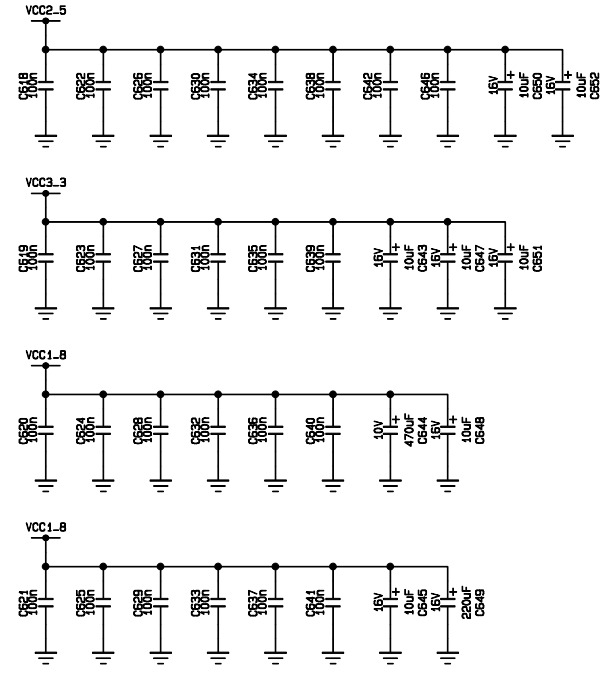 VCC2_5
C618 100n
C622 100n
C626 100n
C630 100n
C634 100n
C638 100n
C642 100n
C646 100n
16V + 10uF C650
16V + 10uF C652
VCC3_3
C619 100n
C623 100n
C627 100n
C631 100n
C635 100n
C639 100n
16V + 10uF C643
16V + 10uF C647
16V + 10uF C651
VCC1_8
C620 100n
C624 100n
C628 100n
C632 100n
C636 100n
C640 100n
10V + 470uF C644
16V + 10uF C648
VCC1_8
C621 100n
C625 100n
C629 100n
C633 100n
C637 100n
C641 100n
16V + 10uF C645
16V + 220uF C649